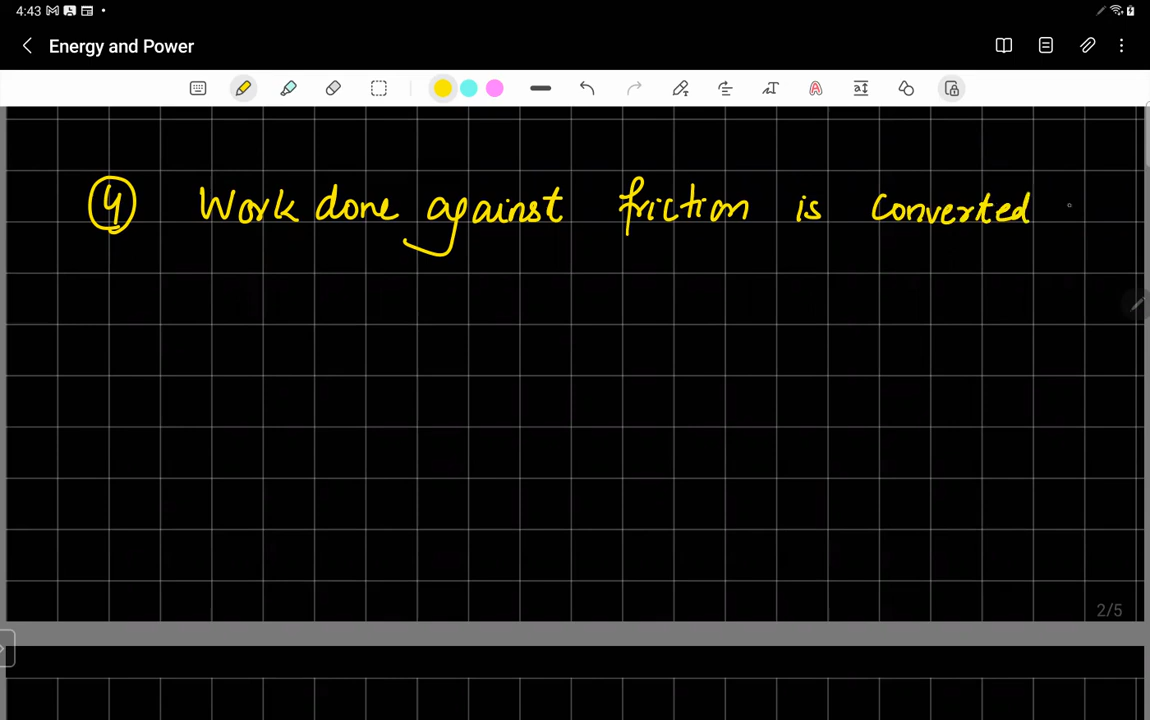 4:43
Energy and Power
④ Work done against friction is converted
2/5